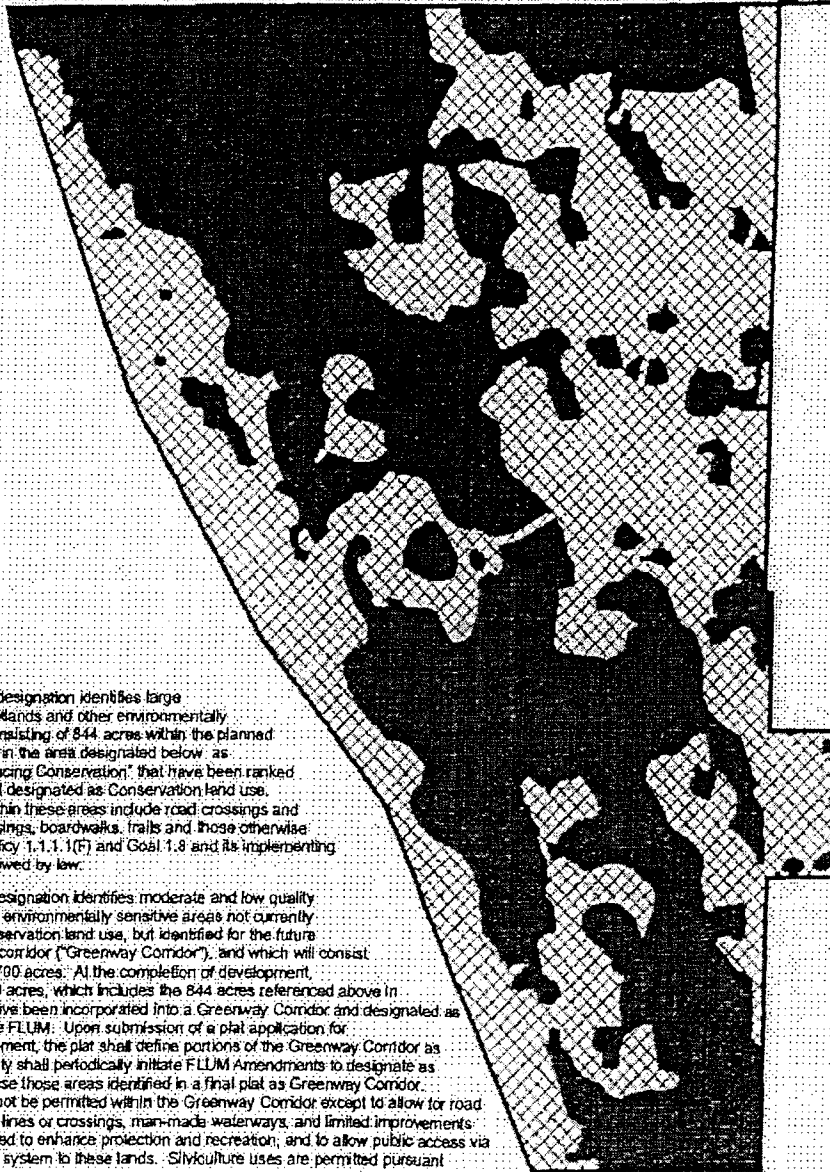 designation identifies large
lands and other environmentally
nsisting of 844 acres within the planned
in the area designated below as
cing Conservation" that have been ranked
d designated as Conservation land use.
hin these areas include road crossings and
ings, boardwalks, trails and those otherwise
icy 1.1.1.1(F) and Goal 1.8 and its implementing
wed by law.
esignation identifies moderate and low quality
environmentally sensitive areas not currently
servation land use, but identified for the future
corridor ("Greenway Corridor"), and which will consist
700 acres. At the completion of development,
acres, which includes the 844 acres referenced above in
ve been incorporated into a Greenway Corridor and designated as
e FLUM. Upon submission of a plat application for
ment, the plat shall define portions of the Greenway Corridor as
ty shall periodically initiate FLUM Amendments to designate as
se those areas identified in a final plat as Greenway Corridor.
not be permitted within the Greenway Corridor except to allow for road
lines or crossings, man-made waterways, and limited improvements
ed to enhance protection and recreation, and to allow public access via
system to these lands. Silviculture uses are permitted pursuant